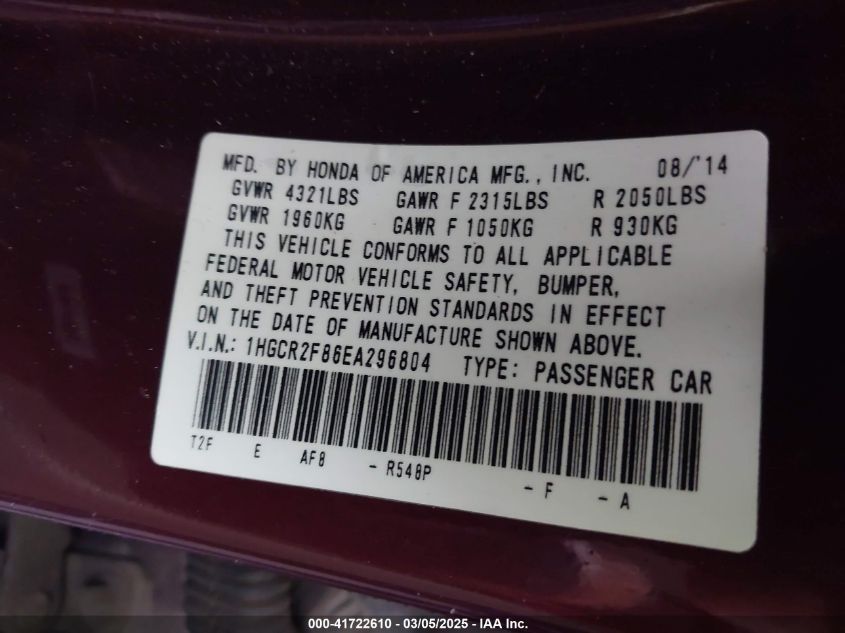 MFD. BY HONDA OF AMERICA MFG., INC. 08/'14
GVWR 4321LBS GAWR F 2315LBS R 2050LBS
GVWR 1960KG GAWR F 1050KG R 930KG
THIS VEHICLE CONFORMS TO ALL APPLICABLE
FEDERAL MOTOR VEHICLE SAFETY, BUMPER,
AND THEFT PREVENTION STANDARDS IN EFFECT
ON THE DATE OF MANUFACTURE SHOWN ABOVE.
V.I.N.: 1HGCR2F86EA296804 TYPE: PASSENGER CAR
T2F E AF8 - R548P - F - A
000-41722610 - 03/05/2025 - IAA Inc.